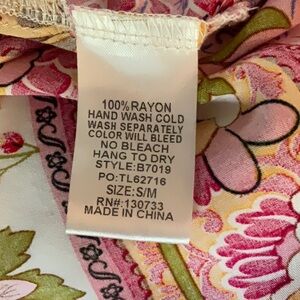 100% RAYON
HAND WASH COLD
WASH SEPARATELY
COLOR WILL BLEED
NO BLEACH
HANG TO DRY
STYLE:B7019
PO:TL62716
SIZE:S/M
RN#:130733
MADE IN CHINA